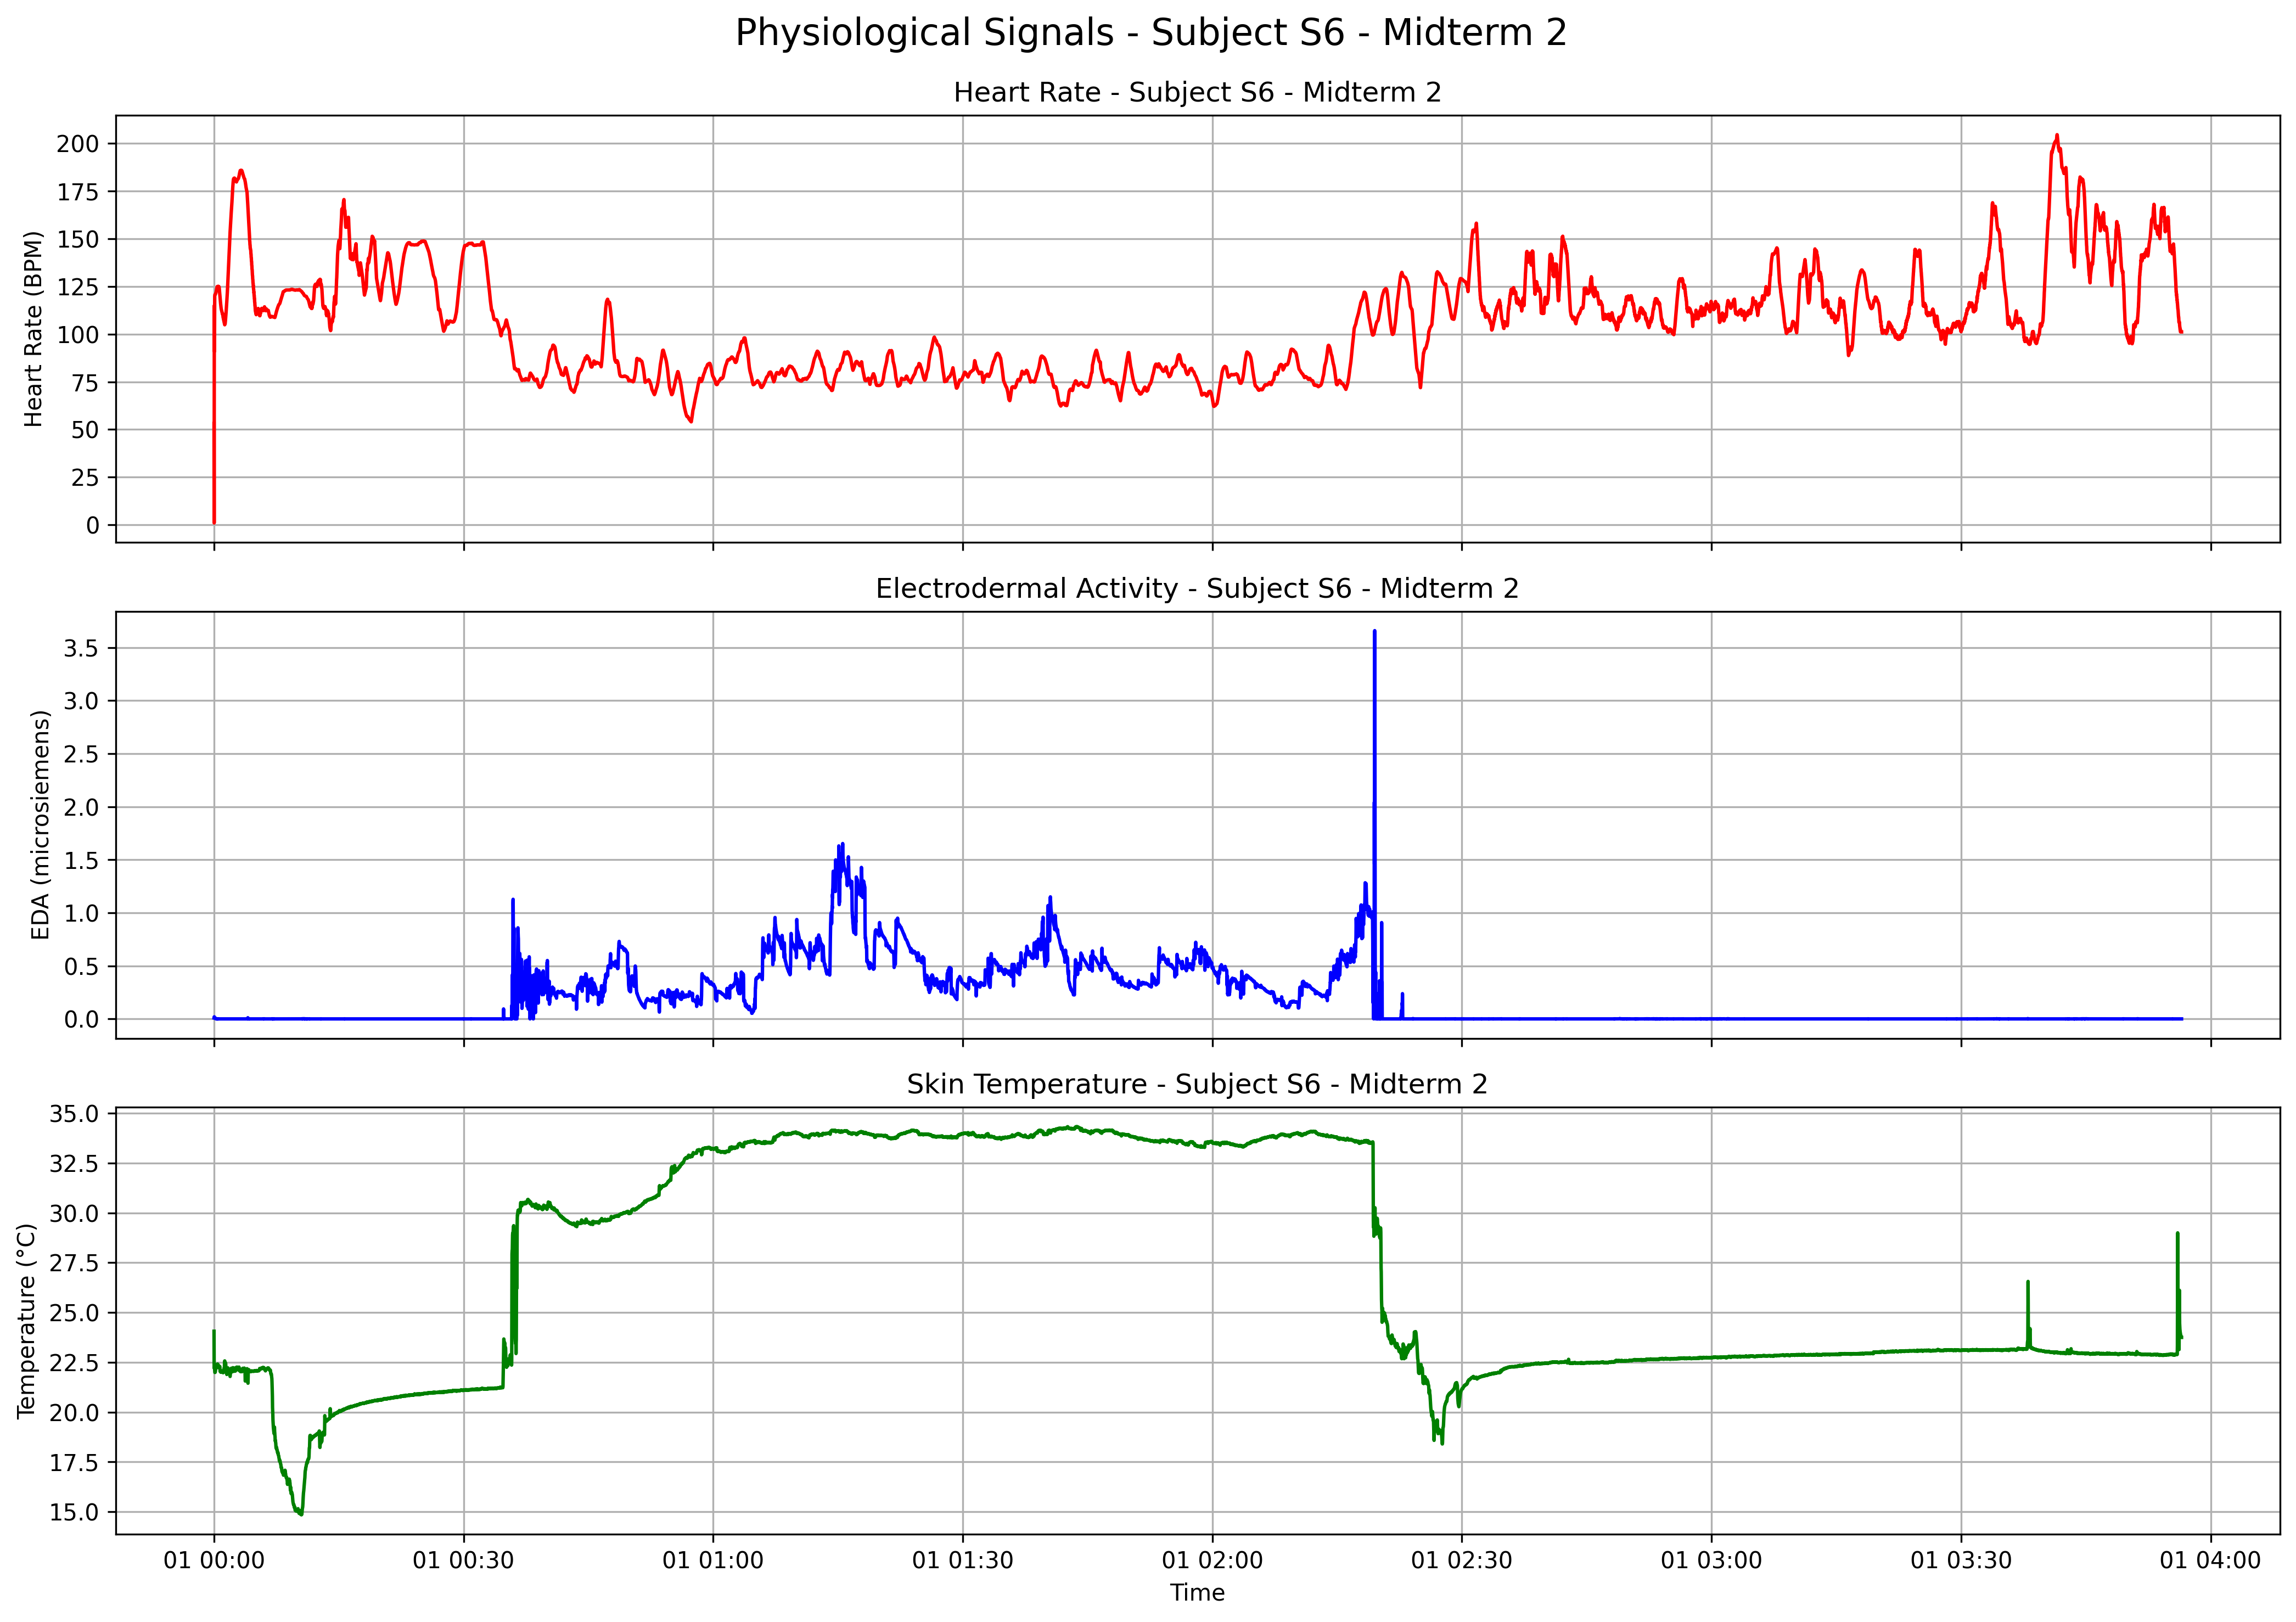 Physiological Signals - Subject S6 - Midterm 2
Heart Rate - Subject S6 - Midterm 2
Heart Rate (BPM)
200
175
150
125
100
75
50
25
0
Electrodermal Activity - Subject S6 - Midterm 2
EDA (microsiemens)
3.5
3.0
2.5
2.0
1.5
1.0
0.5
0.0
Skin Temperature - Subject S6 - Midterm 2
Temperature (°C)
35.0
32.5
30.0
27.5
25.0
22.5
20.0
17.5
15.0
01 00:00 01 00:30 01 01:00 01 01:30 01 02:00 01 02:30 01 03:00 01 03:30 01 04:00
Time